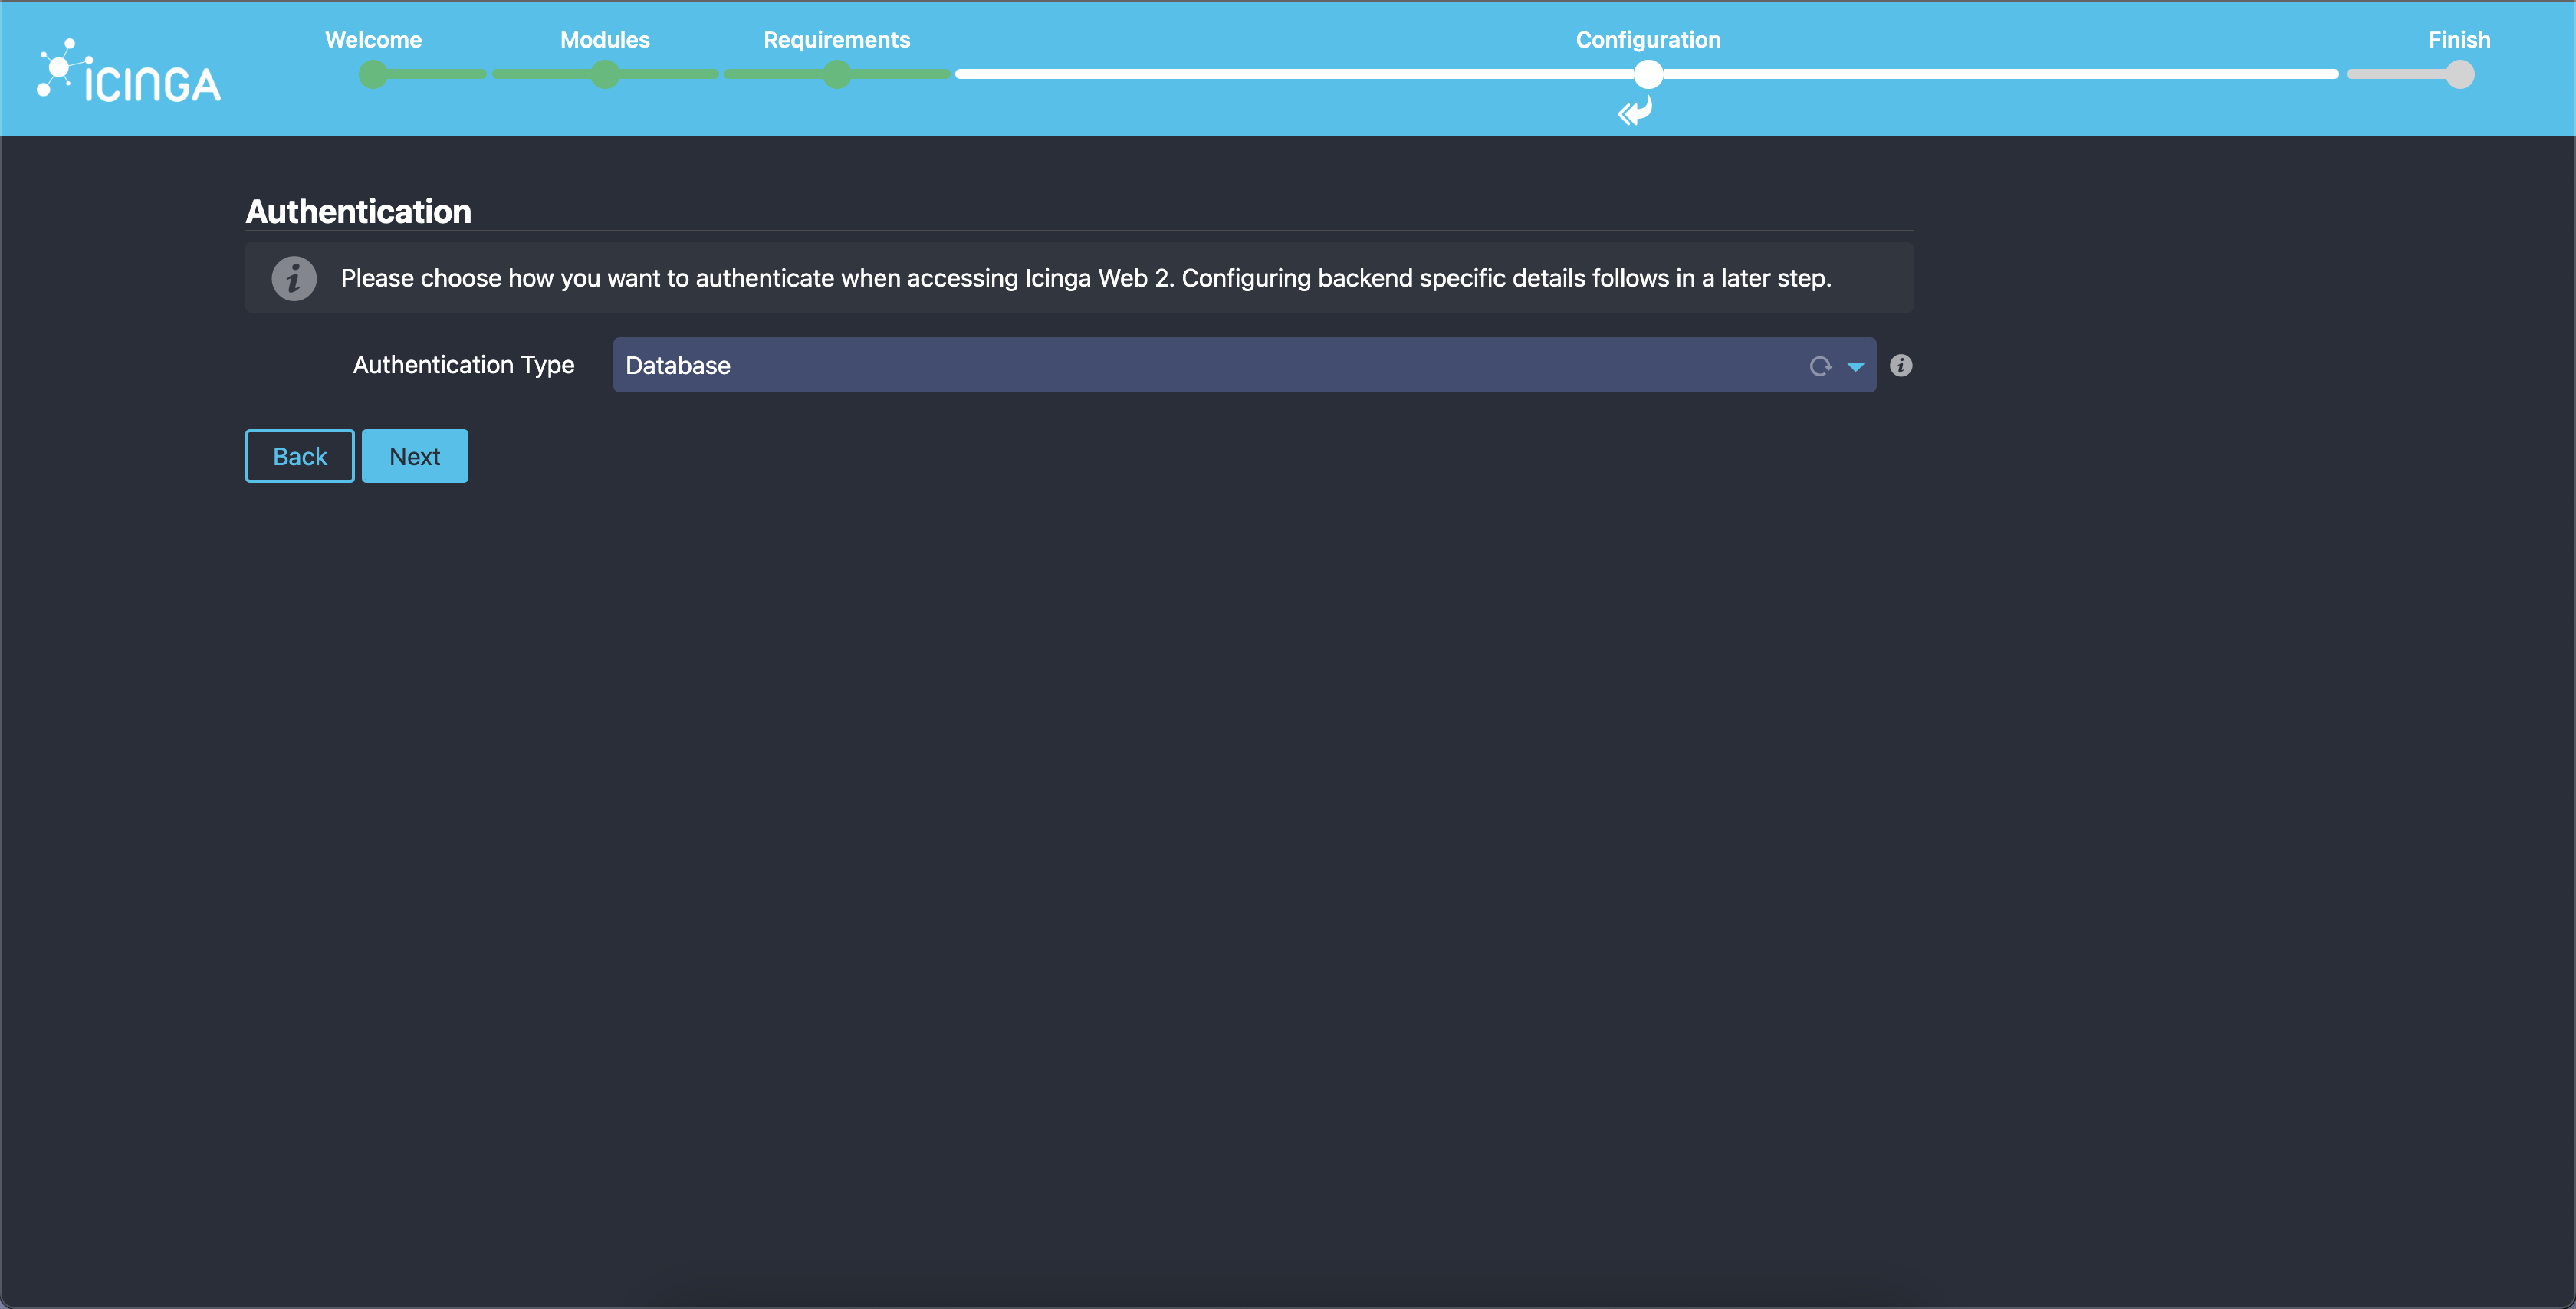 Welcome
Modules
Requirements
Configuration
Finish
ICINGA
Authentication
Please choose how you want to authenticate when accessing Icinga Web 2. Configuring backend specific details follows in a later step.
Authentication Type
Database
Back
Next